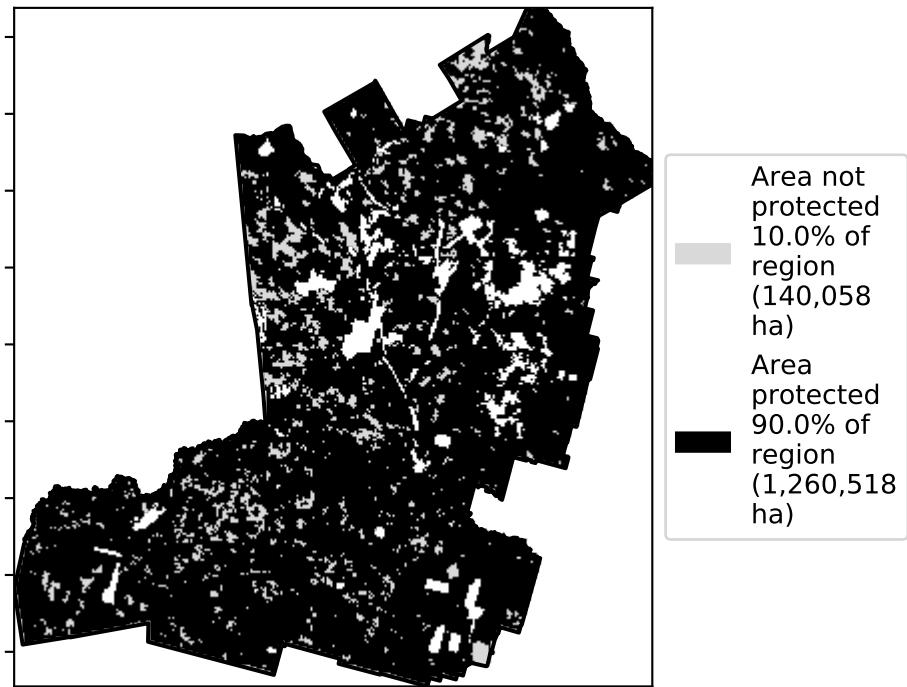 Area not
protected
10.0% of
region
(140,058
ha)
Area
protected
90.0% of
region
(1,260,518
ha)